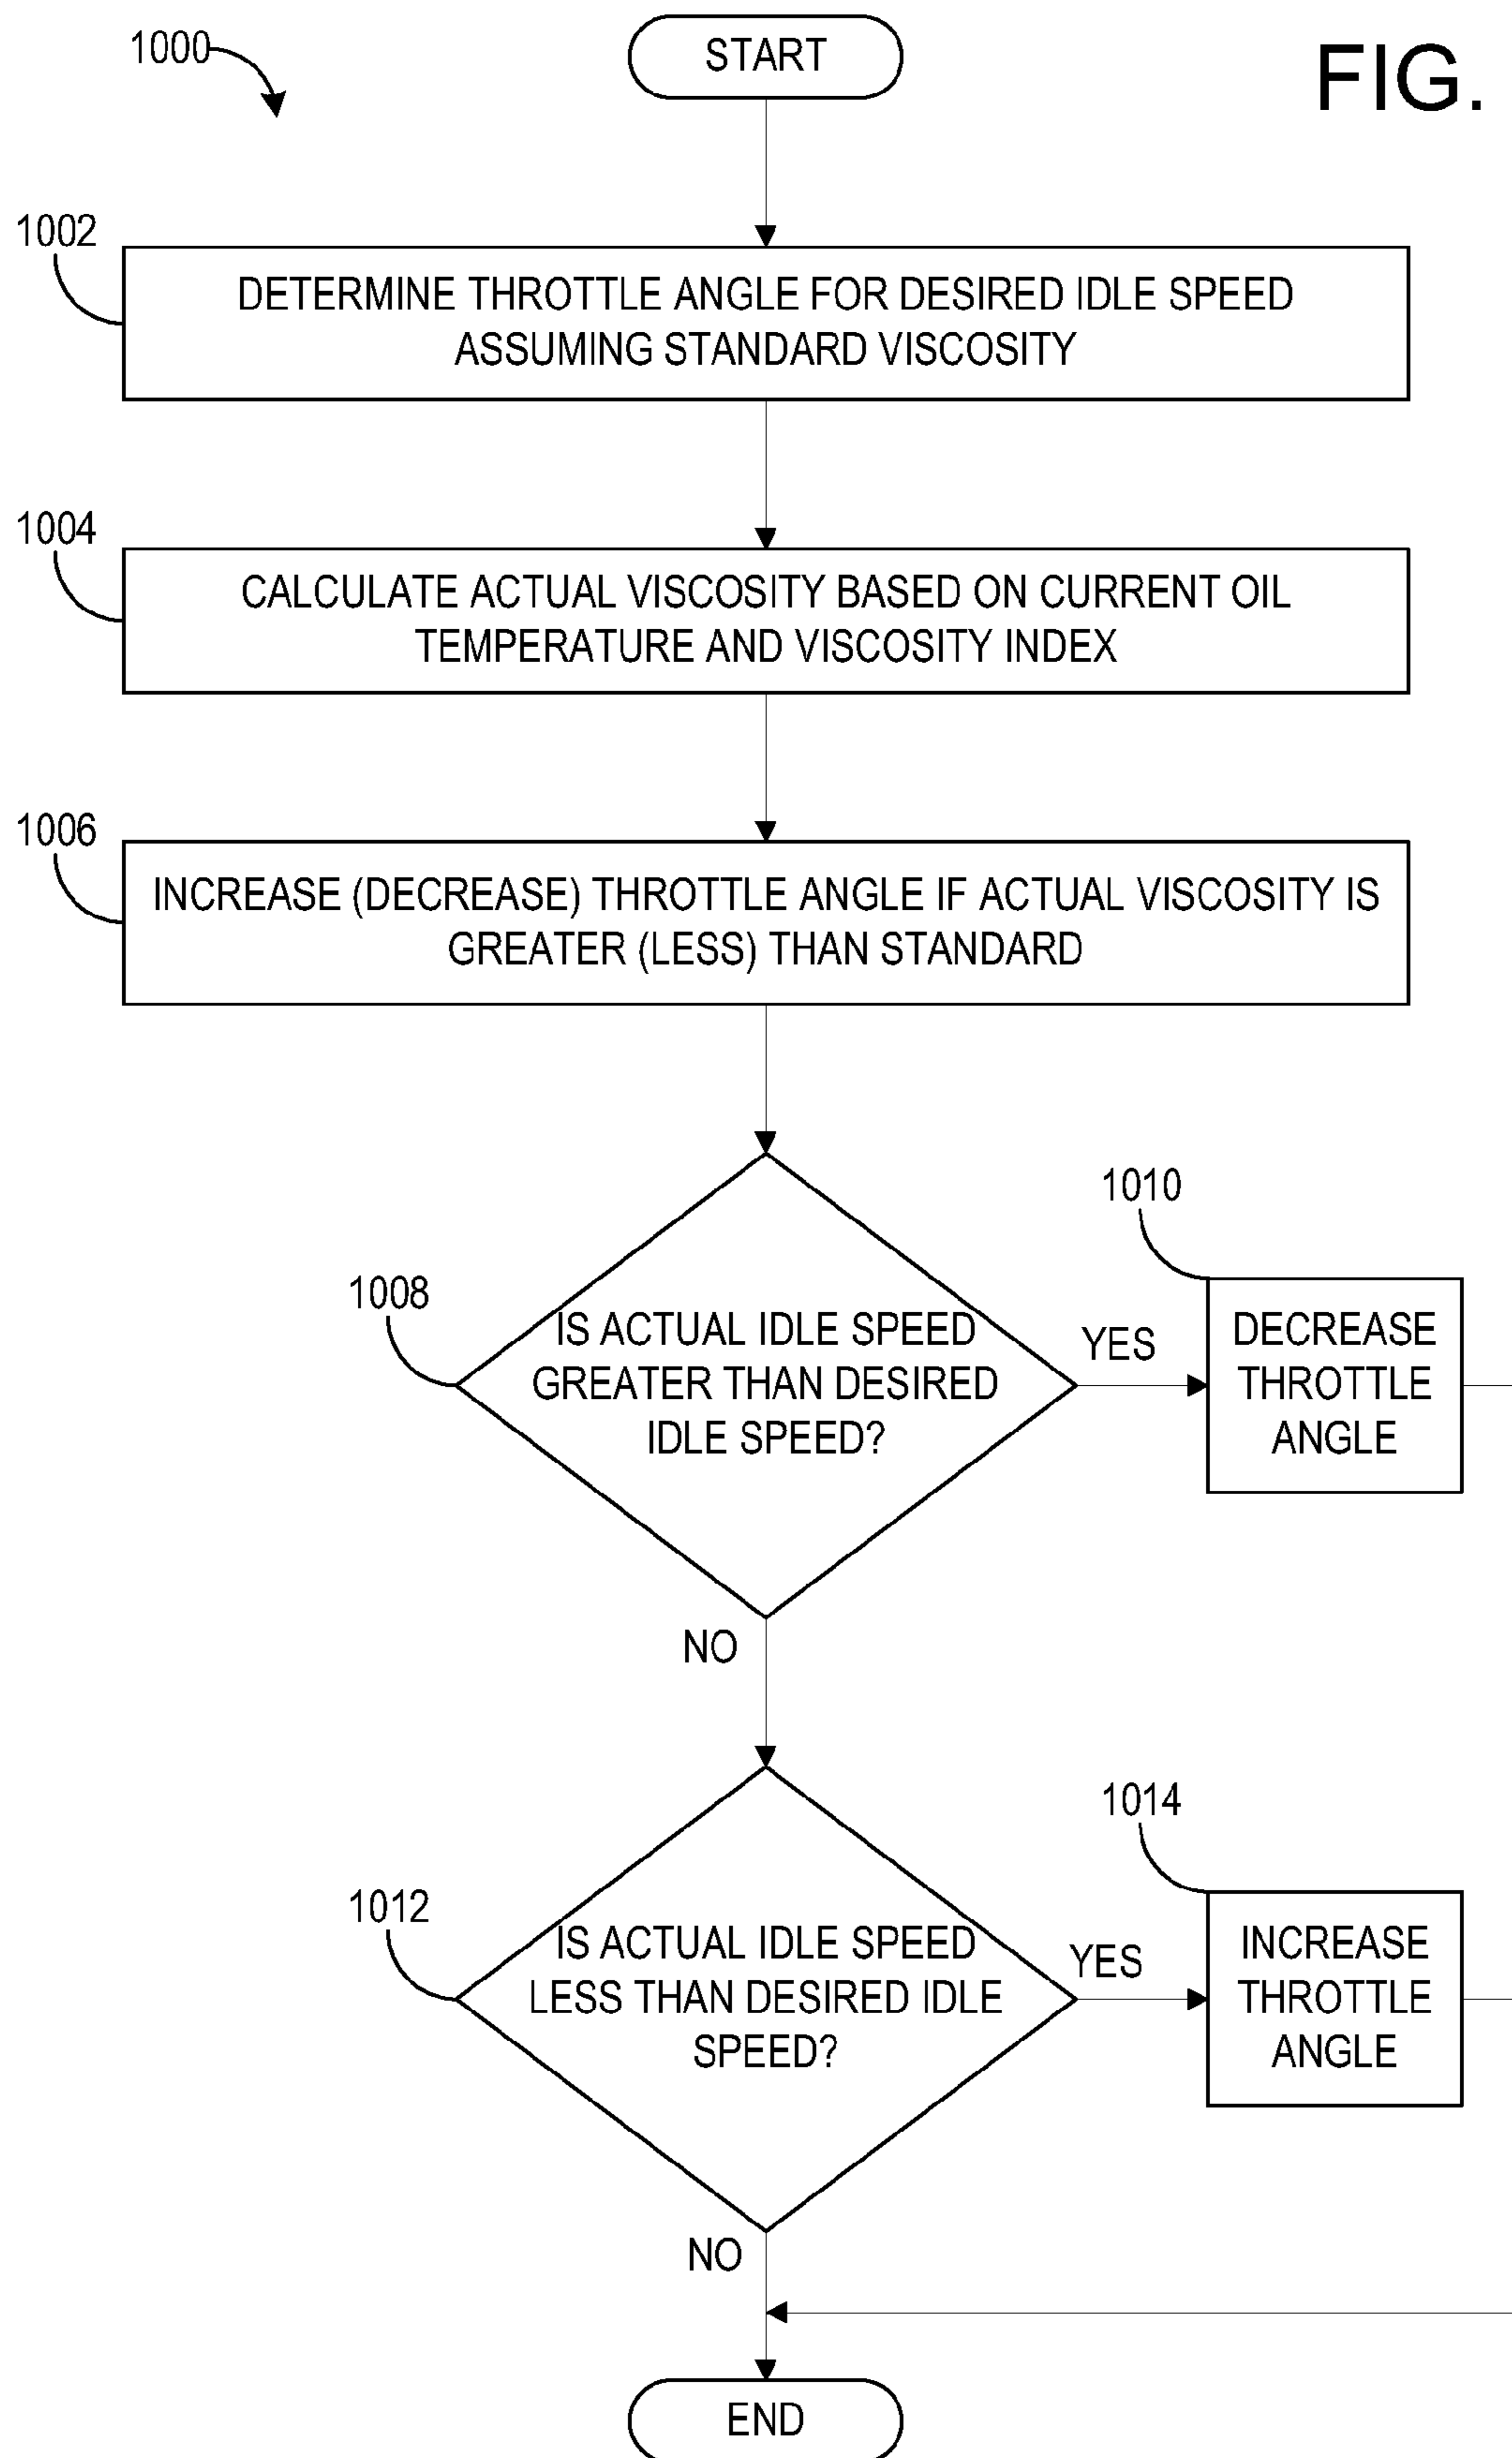 1000
START
FIG.
1002
DETERMINE THROTTLE ANGLE FOR DESIRED IDLE SPEED
ASSUMING STANDARD VISCOSITY
1004
CALCULATE ACTUAL VISCOSITY BASED ON CURRENT OIL
TEMPERATURE AND VISCOSITY INDEX
1006
INCREASE (DECREASE) THROTTLE ANGLE IF ACTUAL VISCOSITY IS
GREATER (LESS) THAN STANDARD
1008
IS ACTUAL IDLE SPEED
GREATER THAN DESIRED
IDLE SPEED?
YES
1010
DECREASE
THROTTLE
ANGLE
NO
1012
IS ACTUAL IDLE SPEED
LESS THAN DESIRED IDLE
SPEED?
YES
1014
INCREASE
THROTTLE
ANGLE
NO
END